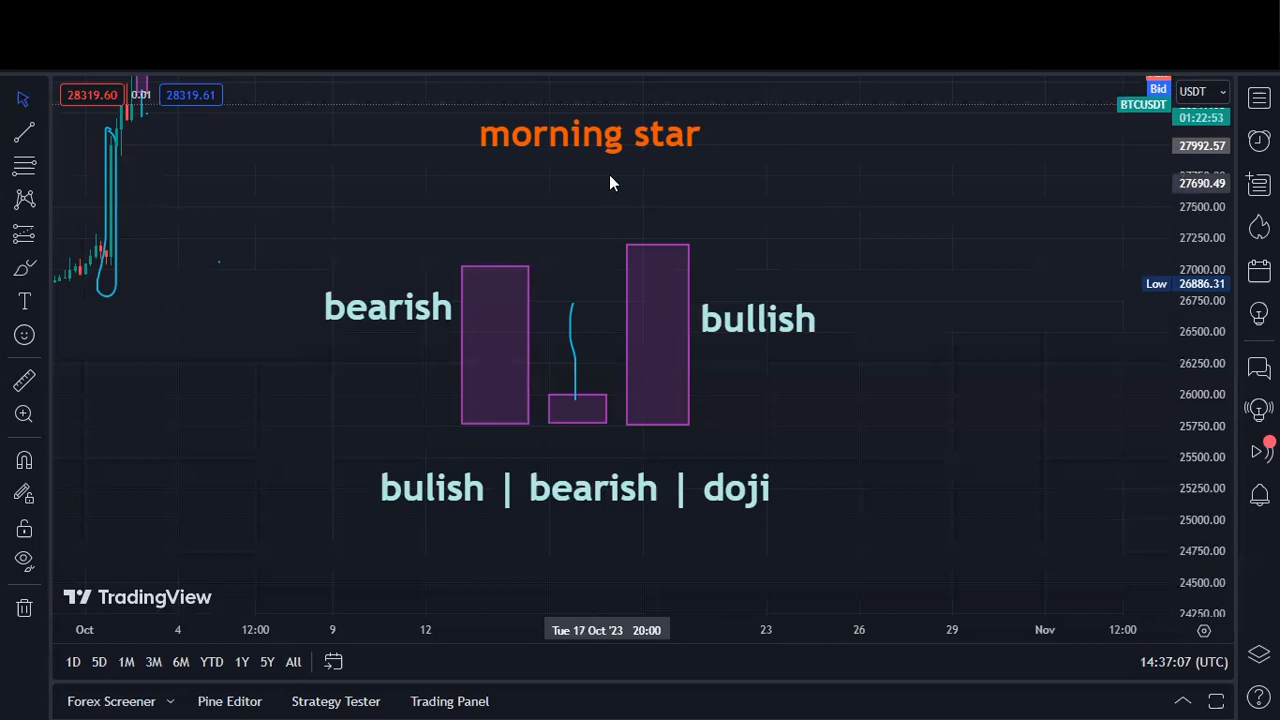 28319.60 0.01 28319.61
morning star
bearish
bullish
bulish | bearish | doji
TradingView
Bid
USDT
BTCUSDT
01:22:53
27992.57
27690.49
27500.00
27250.00
27000.00
Low 26886.31
26750.00
26500.00
26250.00
26000.00
25750.00
25500.00
25250.00
25000.00
24750.00
24500.00
24250.00
Oct 4 12:00 9 12 Tue 17 Oct '23 20:00 23 26 29 Nov 12:00
1D 5D 1M 3M 6M YTD 1Y 5Y All 14:37:07 (UTC)
Forex Screener Pine Editor Strategy Tester Trading Panel